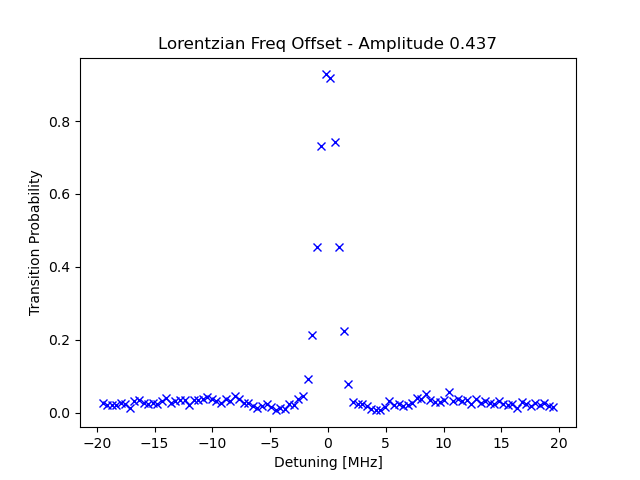 Lorentzian Freq Offset - Amplitude 0.437
Transition Probability
0.8
0.6
0.4
0.2
0.0
−20 −15 −10 −5 0 5 10 15 20
Detuning [MHz]